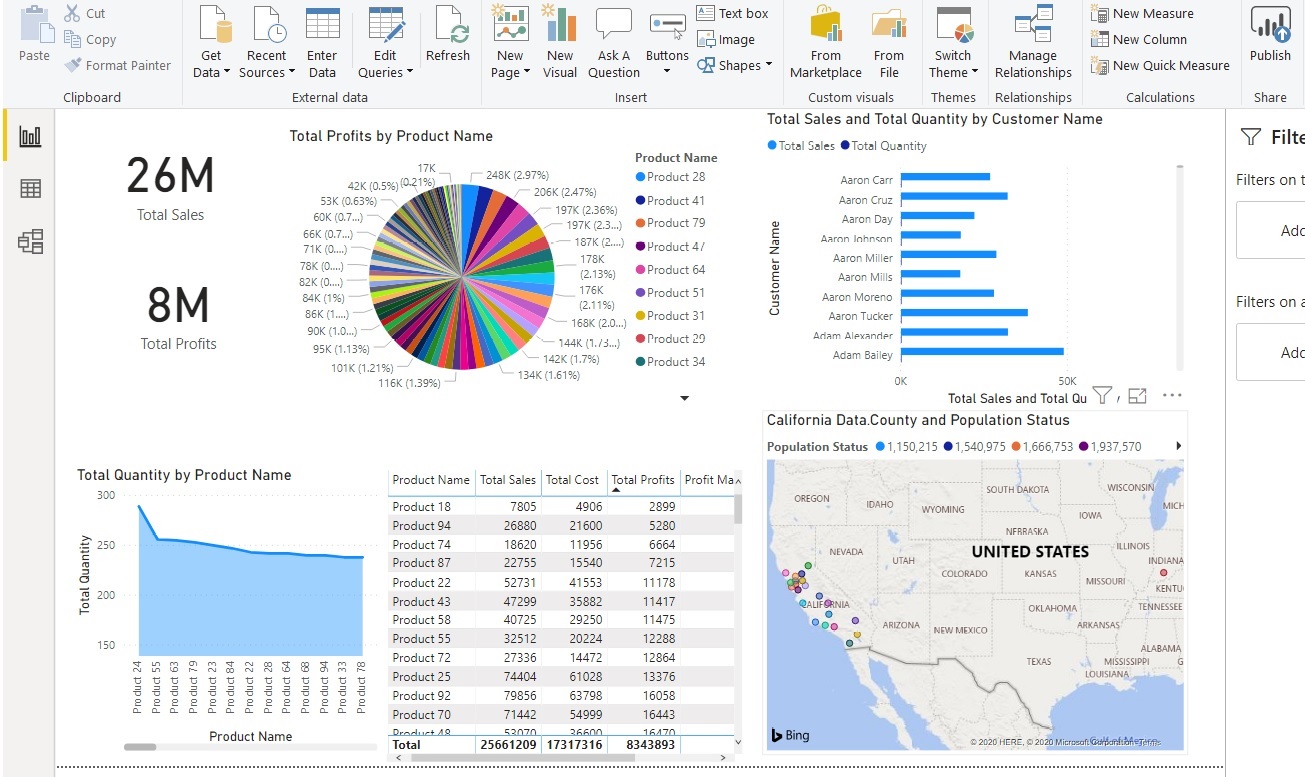 Paste
Cut
Copy
Format Painter
Clipboard
Get Data
Recent Sources
Enter Data
Edit Queries
Refresh
External data
New Page
New Visual
Ask A Question
Buttons
Text box
Image
Shapes
Insert
From Marketplace
From File
Custom visuals
Switch Theme
Themes
Manage Relationships
Relationships
New Measure
New Column
New Quick Measure
Calculations
Publish
Share
26M
Total Sales
8M
Total Profits
Total Profits by Product Name
17K
(0.21%)
42K (0.5%)
53K (0.63%)
60K (0.7...)
66K (0.7...)
71K (0....)
78K (0....)
82K (0....)
84K (1%)
86K (1....)
90K (1.0...)
95K (1.13%)
101K (1.21%)
116K (1.39%)
248K (2.97%)
206K (2.47%)
197K (2.36%)
197K (2.3...)
187K (2....)
178K
(2.13%)
176K
(2.11%)
168K (2.0...)
144K (1.73...)
142K (1.7%)
134K (1.61%)
Product Name
Product 28
Product 41
Product 79
Product 47
Product 64
Product 51
Product 31
Product 29
Product 34
Total Sales and Total Quantity by Customer Name
Total Sales Total Quantity
Customer Name
Aaron Carr
Aaron Cruz
Aaron Day
Aaron Johnson
Aaron Miller
Aaron Mills
Aaron Moreno
Aaron Tucker
Adam Alexander
Adam Bailey
0K 50K
Total Sales and Total Qu
Filte
Filters on t
Add
Filters on a
Add
Total Quantity by Product Name
Total Quantity
300
250
200
150
Product 24
Product 55
Product 63
Product 79
Product 23
Product 84
Product 22
Product 28
Product 64
Product 68
Product 94
Product 33
Product 78
Product Name
Product Name Total Sales Total Cost Total Profits Profit Ma
Product 18 7805 4906 2899
Product 94 26880 21600 5280
Product 74 18620 11956 6664
Product 87 22755 15540 7215
Product 22 52731 41553 11178
Product 43 47299 35882 11417
Product 58 40725 29250 11475
Product 55 32512 20224 12288
Product 72 27336 14472 12864
Product 25 74404 61028 13376
Product 92 79856 63798 16058
Product 70 71442 54999 16443
Product 48 53079 36600 16470
Total 25661209 17317316 8343893
California Data.County and Population Status
Population Status 1,150,215 1,540,975 1,666,753 1,937,570
OREGON
IDAHO
WYOMING
SOUTH DAKOTA
WISCONSIN
MICH
IOWA
NEBRASKA
NEVADA
UTAH
UNITED STATES
ILLINOIS
INDIANA
COLORADO
KANSAS
MISSOURI
KENTU
CALIFORNIA
OKLAHOMA
TENNESSEE
ARIZONA
NEW MEXICO
ARKANSAS
ALABAMA
TEXAS
MISSISSIPPI
G
LOUISIANA
Gulf of Mexico
Bing
© 2020 HERE, © 2020 Microsoft Corporation Terms